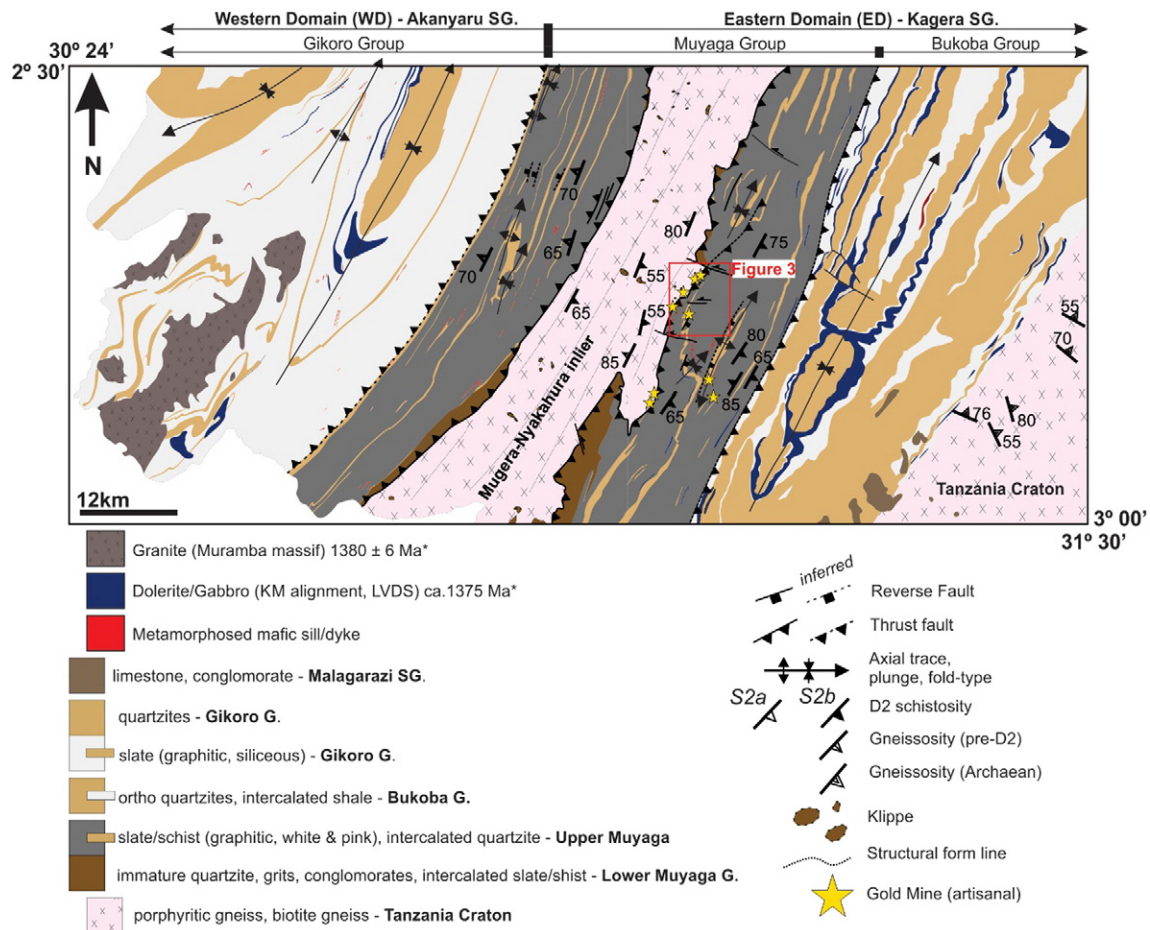 Western Domain (WD) - Akanyaru SG.
Eastern Domain (ED) - Kagera SG.
30º 24’
Gikoro Group
Muyaga Group
Bukoba Group
2º 30’
N
70
65
70
65
55
55
85
80
75
Figure 3
80
65
85
65
55
70
76
80
55
Mugera-Nyakahura inlier
Tanzania Craton
12km
3º 00’
31º 30’
Granite (Muramba massif) 1380 ± 6 Ma*
Dolerite/Gabbro (KM alignment, LVDS) ca.1375 Ma*
Metamorphosed mafic sill/dyke
limestone, conglomorate - Malagarazi SG.
quartzites - Gikoro G.
slate (graphitic, siliceous) - Gikoro G.
ortho quartzites, intercalated shale - Bukoba G.
slate/schist (graphitic, white & pink), intercalated quartzite - Upper Muyaga
immature quartzite, grits, conglomorates, intercalated slate/shist - Lower Muyaga G.
porphyritic gneiss, biotite gneiss - Tanzania Craton
inferred
Reverse Fault
Thrust fault
Axial trace,
plunge, fold-type
S2a
S2b
D2 schistosity
Gneissosity (pre-D2)
Gneissosity (Archaean)
Klippe
Structural form line
Gold Mine (artisanal)